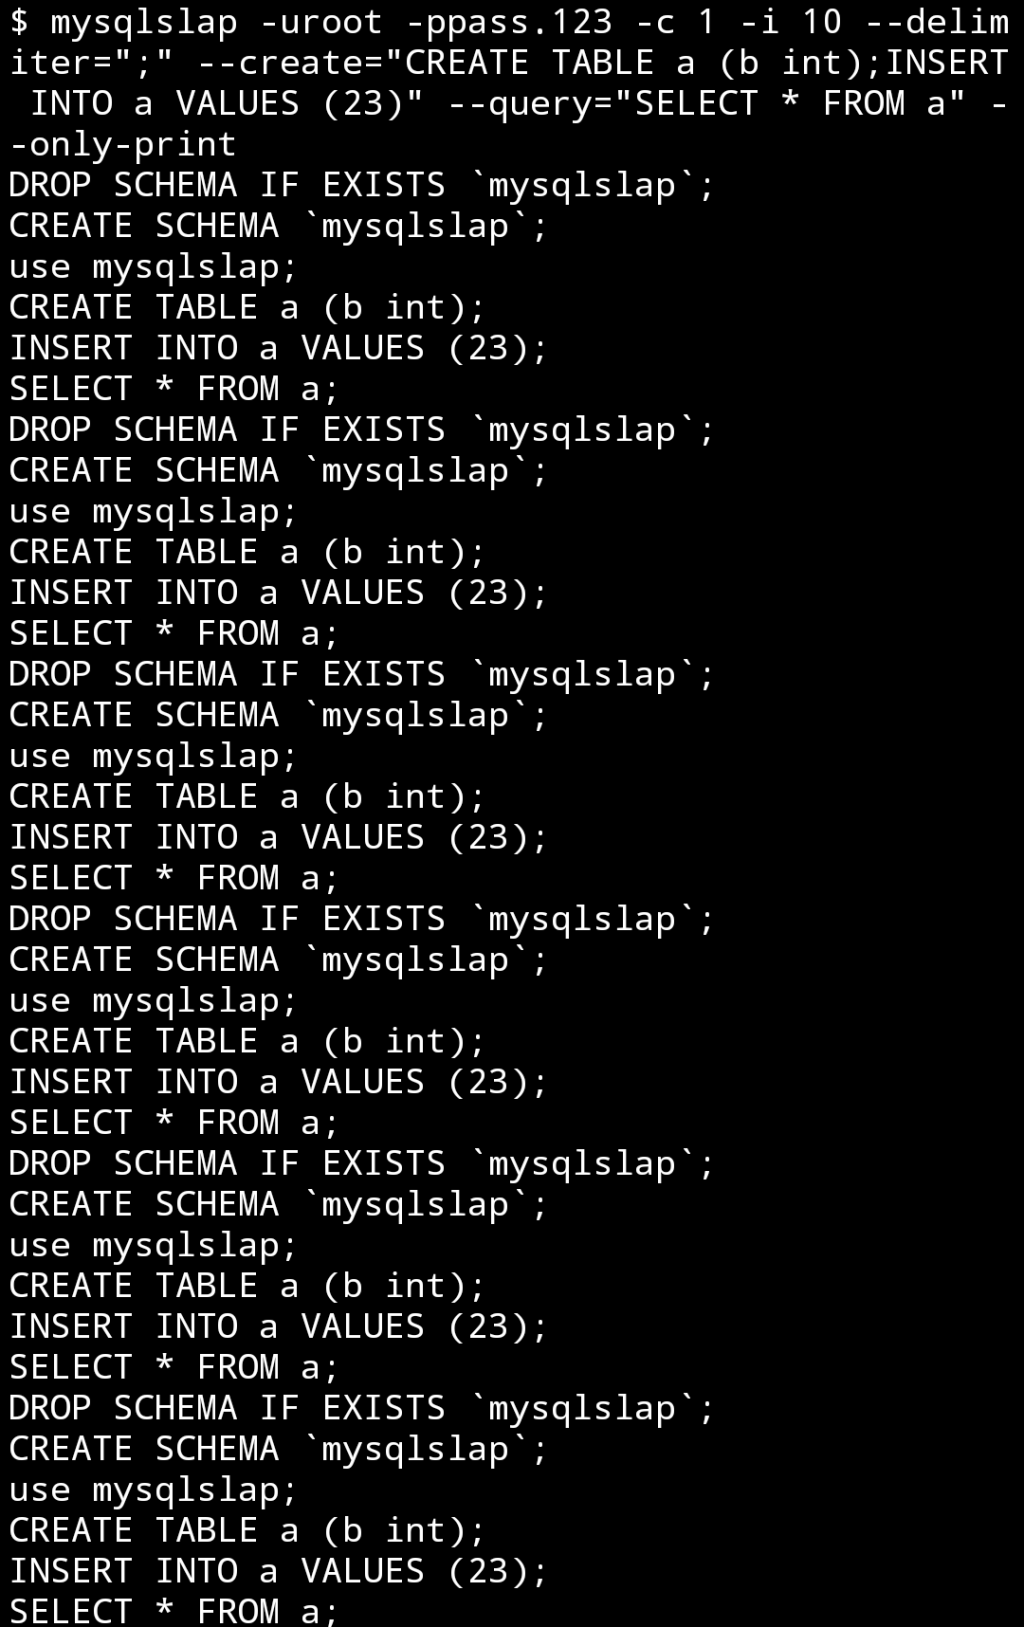 $ mysqlslap -uroot -ppass.123 -c 1 -i 10 --delim
iter=";" --create="CREATE TABLE a (b int);INSERT
 INTO a VALUES (23)" --query="SELECT * FROM a" -
-only-print
DROP SCHEMA IF EXISTS `mysqlslap`;
CREATE SCHEMA `mysqlslap`;
use mysqlslap;
CREATE TABLE a (b int);
INSERT INTO a VALUES (23);
SELECT * FROM a;
DROP SCHEMA IF EXISTS `mysqlslap`;
CREATE SCHEMA `mysqlslap`;
use mysqlslap;
CREATE TABLE a (b int);
INSERT INTO a VALUES (23);
SELECT * FROM a;
DROP SCHEMA IF EXISTS `mysqlslap`;
CREATE SCHEMA `mysqlslap`;
use mysqlslap;
CREATE TABLE a (b int);
INSERT INTO a VALUES (23);
SELECT * FROM a;
DROP SCHEMA IF EXISTS `mysqlslap`;
CREATE SCHEMA `mysqlslap`;
use mysqlslap;
CREATE TABLE a (b int);
INSERT INTO a VALUES (23);
SELECT * FROM a;
DROP SCHEMA IF EXISTS `mysqlslap`;
CREATE SCHEMA `mysqlslap`;
use mysqlslap;
CREATE TABLE a (b int);
INSERT INTO a VALUES (23);
SELECT * FROM a;
DROP SCHEMA IF EXISTS `mysqlslap`;
CREATE SCHEMA `mysqlslap`;
use mysqlslap;
CREATE TABLE a (b int);
INSERT INTO a VALUES (23);
SELECT * FROM a;